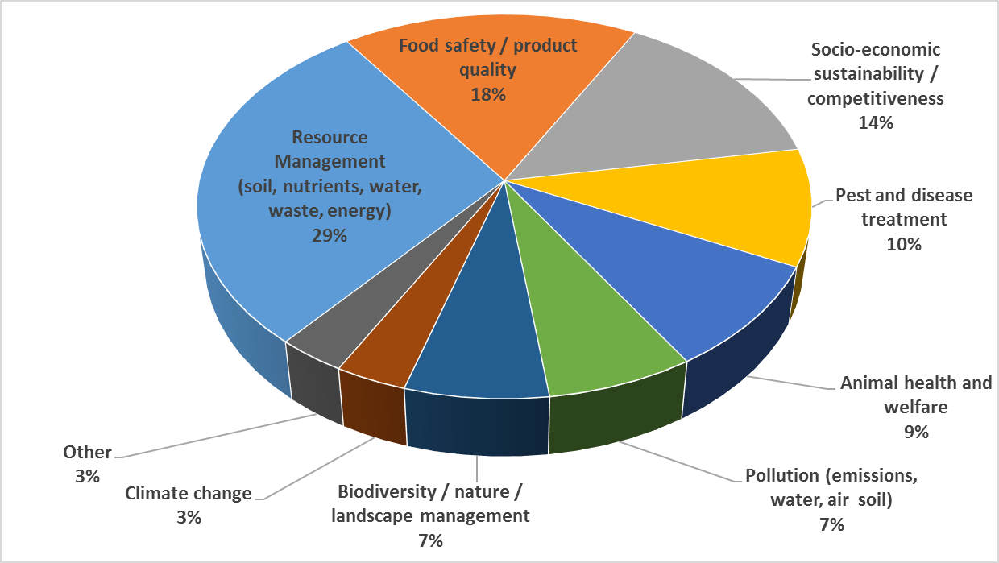 Food safety / product
quality
18%
Socio-economic
sustainability /
competitiveness
14%
Resource
Management
(soil, nutrients, water,
waste, energy)
29%
Pest and disease
treatment
10%
Animal health and
welfare
9%
Pollution (emissions,
water, air soil)
7%
Biodiversity / nature /
landscape management
7%
Climate change
3%
Other
3%